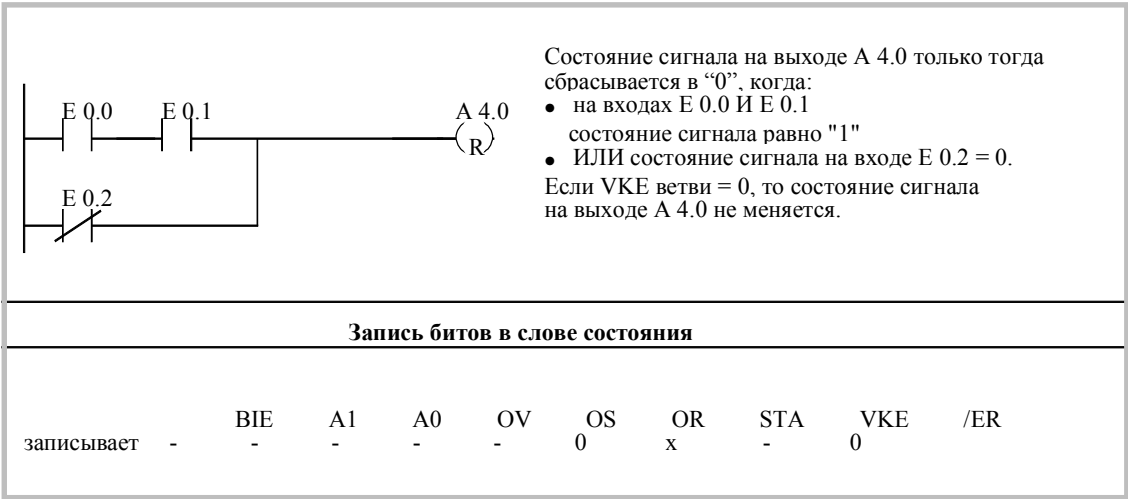 E 0.0 E 0.1 A 4.0
R
E 0.2
Состояние сигнала на выходе А 4.0 только тогда
сбрасывается в “0”, когда:
• на входах Е 0.0 И Е 0.1
состояние сигнала равно "1"
• ИЛИ состояние сигнала на входе Е 0.2 = 0.
Если VKE ветви = 0, то состояние сигнала
на выходе А 4.0 не меняется.
Запись битов в слове состояния
BIE A1 A0 OV OS OR STA VKE /ER
записывает - - - - - 0 x - 0